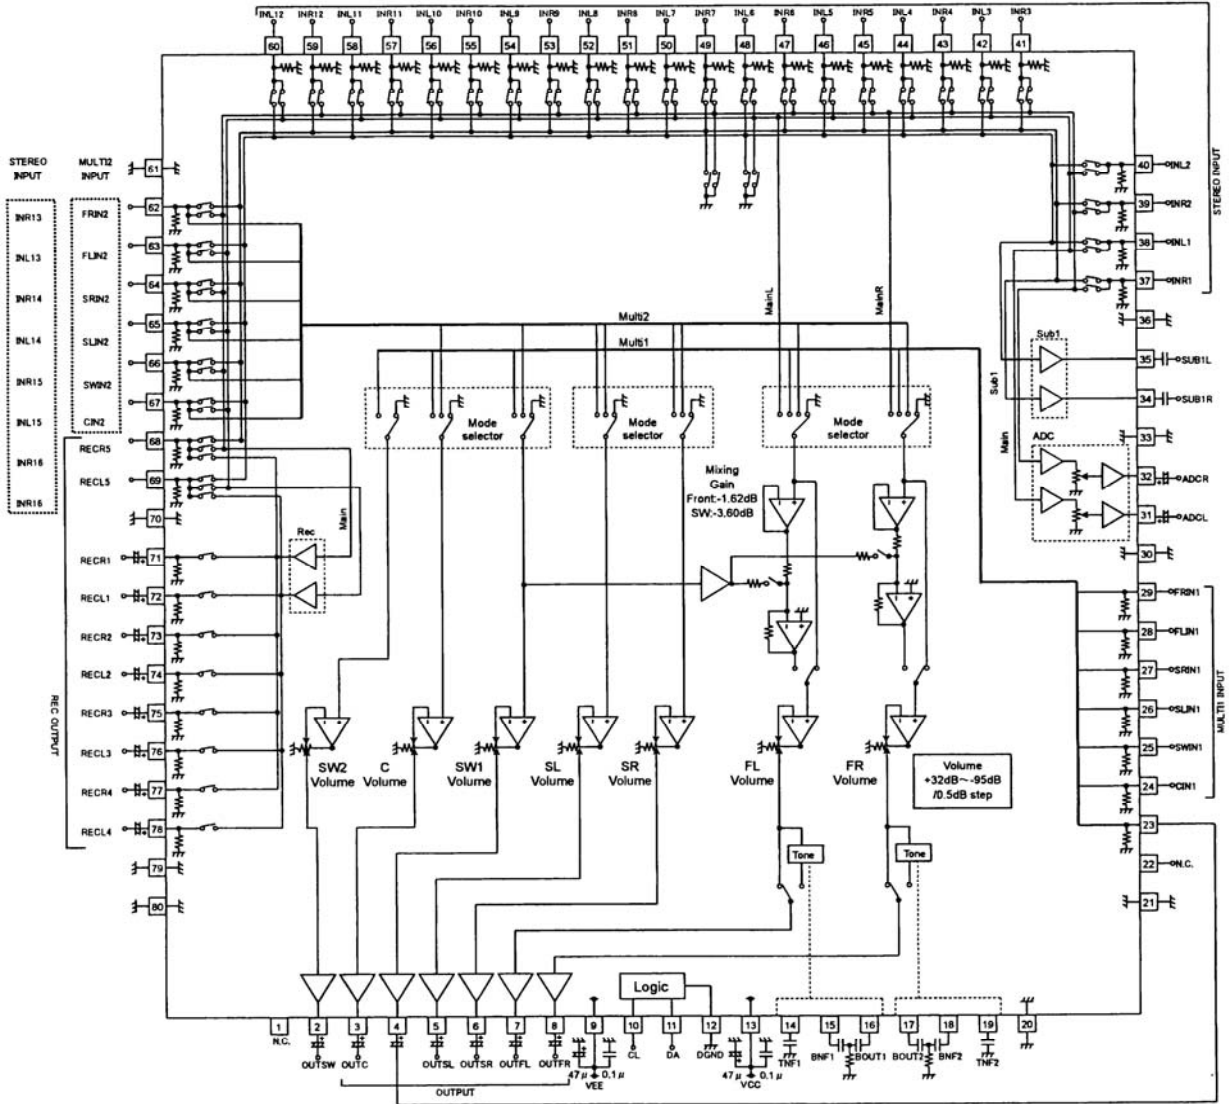 INL12 INR12 INL11 INR11 INL10 INR10 INL9 INR9 INL8 INR8 INL7 INR7 INL6 INR6 INL5 INR5 INL4 INR4 INL3 INR3
60 59 58 57 56 55 54 53 52 51 50 49 48 47 46 45 44 43 42 41
STEREO INPUT
MULTI2 INPUT
61
INR13 FRIN2 62
INL13 FLIN2 63
INR14 SRIN2 64
INL14 SLIN2 65
INR15 SWIN2 66
INL15 CIN2 67
INR16 RECR5 68
INR16 RECL5 69
70
RECR1 71
RECL1 72
RECR2 73
RECL2 74
RECR3 75
RECL3 76
RECR4 77
RECL4 78
79
80
REC OUTPUT
Rec
Main
Multi2
Multi1
MainL
MainR
Mode selector
Mode selector
Mode selector
Mixing
Gain
Front:-1.62dB
SW:-3.60dB
SW2 Volume
C Volume
SW1 Volume
SL Volume
SR Volume
FL Volume
FR Volume
Volume
+32dB～-95dB
/0.5dB step
Tone
Tone
Logic
STEREO INPUT
40 INL2
39 INR2
38 INL1
37 INR1
36
Sub1
Sub1
35 SUB1L
34 SUB1R
33
Main
ADC
32 ADCR
31 ADCL
30
29 FRIN1
28 FLIN1
27 SRIN1
26 SLIN1
25 SWIN1
24 CIN1
MULTI1 INPUT
23
22 N.C.
21
1 2 3 4 5 6 7 8 9 10 11 12 13 14 15 16 17 18 19 20
N.C. OUTSW OUTC OUTSL OUTSR OUTFL OUTFR
OUTPUT
47μ 0.1μ
VEE
CL DA DGND
47μ 0.1μ
VCC
TNF1 BNF1 BOUT1 BOUT2 BNF2 TNF2